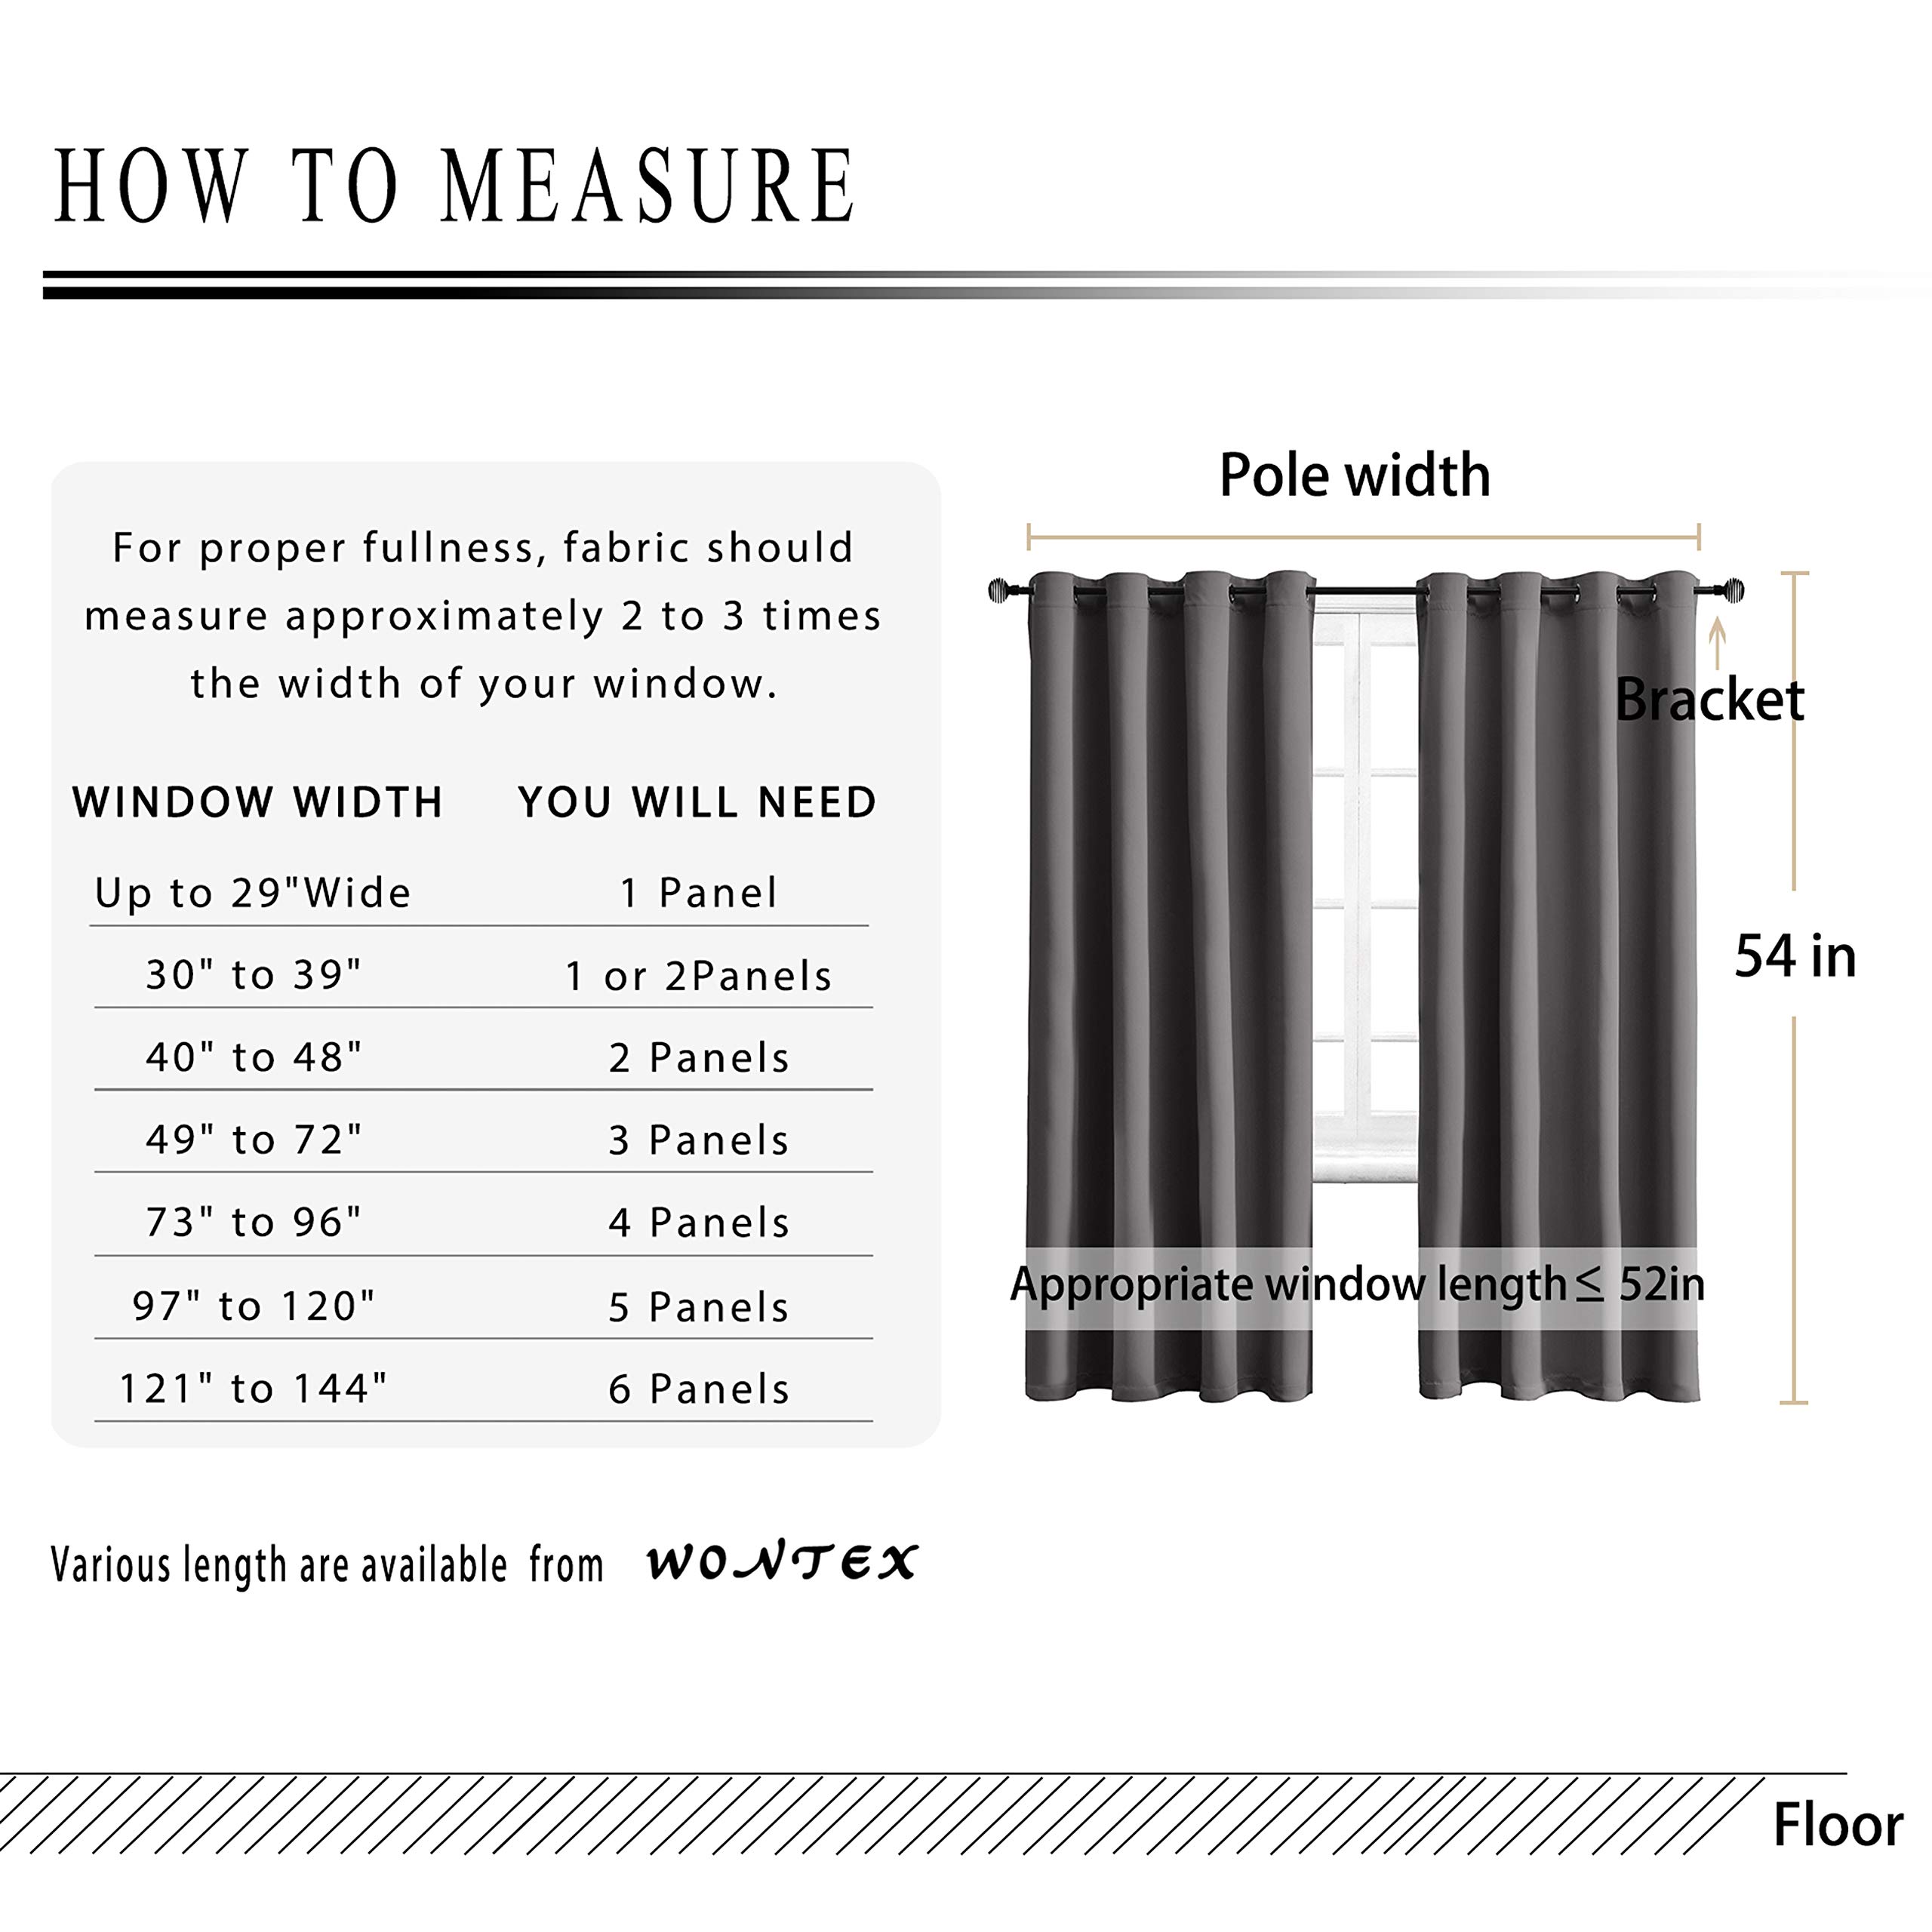 HOW TO MEASURE
For proper fullness, fabric should
measure approximately 2 to 3 times
the width of your window.
WINDOW WIDTH YOU WILL NEED
Up to 29"Wide 1 Panel
30" to 39" 1 or 2Panels
40" to 48" 2 Panels
49" to 72" 3 Panels
73" to 96" 4 Panels
97" to 120" 5 Panels
121" to 144" 6 Panels
Various length are available from WONTEX
Pole width
Bracket
54 in
Appropriate window length≤ 52in
Floor